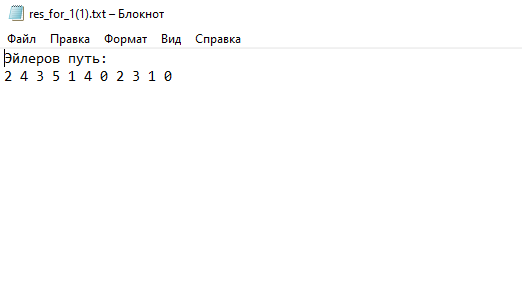 res_for_1(1).txt – Блокнот
Файл Правка Формат Вид Справка
Эйлеров путь:
2 4 3 5 1 4 0 2 3 1 0